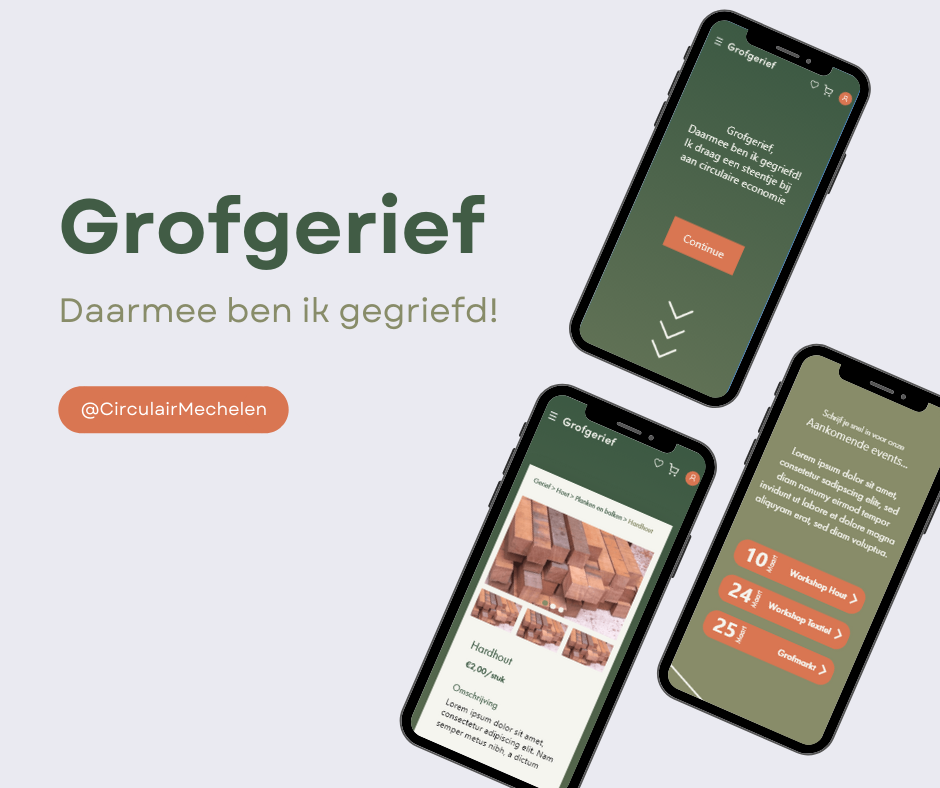 Grofgerief
Daarmee ben ik gegriefd!
@CirculairMechelen
Grofgerief
Grofgerief,
Daarmee ben ik gegriefd!
Ik draag een steentje bij
aan circulaire economie
Continue
Grofgerief
Gerief > Hout > Planken en balken > Hardhout
Hardhout
€2,00/stuk
Omschrijving
Lorem ipsum dolor sit amet,
consectetur adipiscing elit. Nam
semper metus nibh, a dictum
Schrijf je snel in voor onze
Aankomende events...
Lorem ipsum dolor sit amet,
consetetur sadipscing elitr, sed
diam nonumy eirmod tempor
invidunt ut labore et dolore magna
aliquyam erat, sed diam voluptua.
10 Maart Workshop Hout
24 Maart Workshop Textiel
25 Maart Grofmarkt